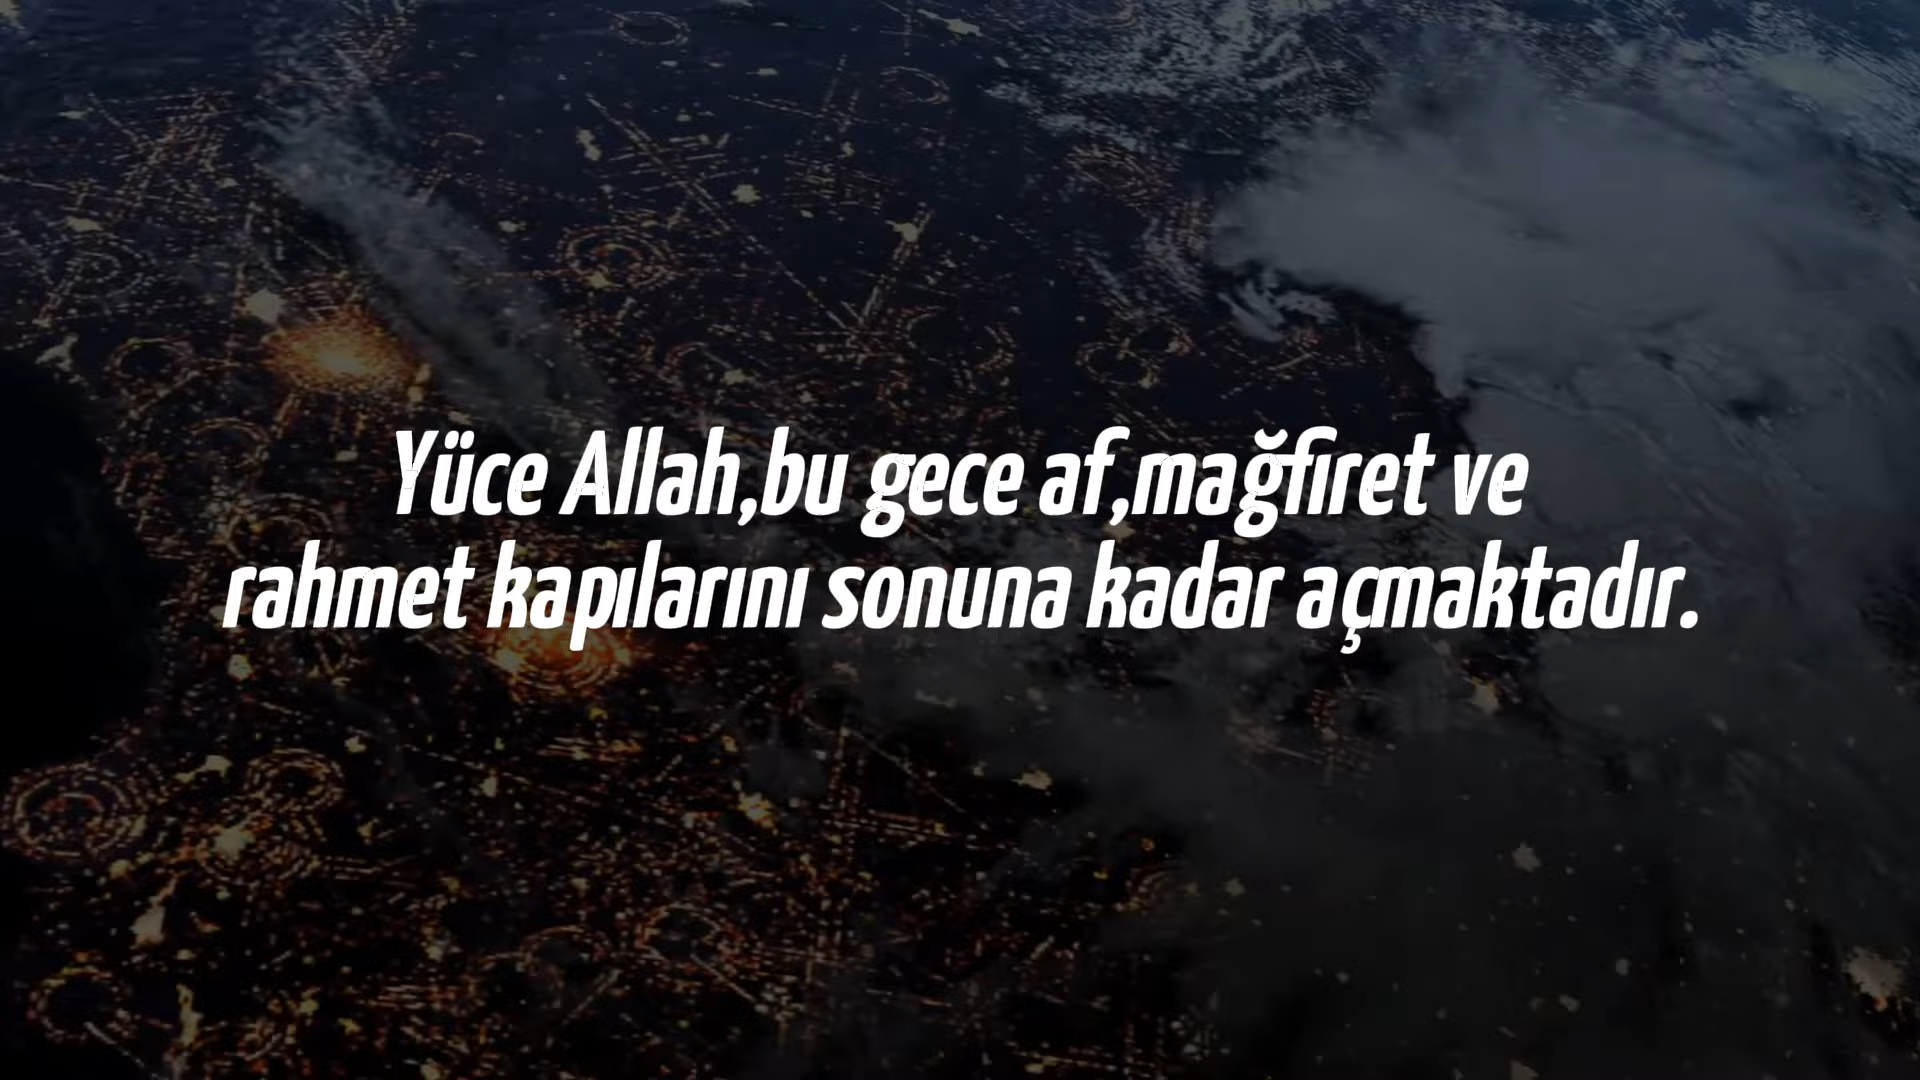 Yüce Allah,bu gece af,mağfiret ve
rahmet kapılarını sonuna kadar açmaktadır.